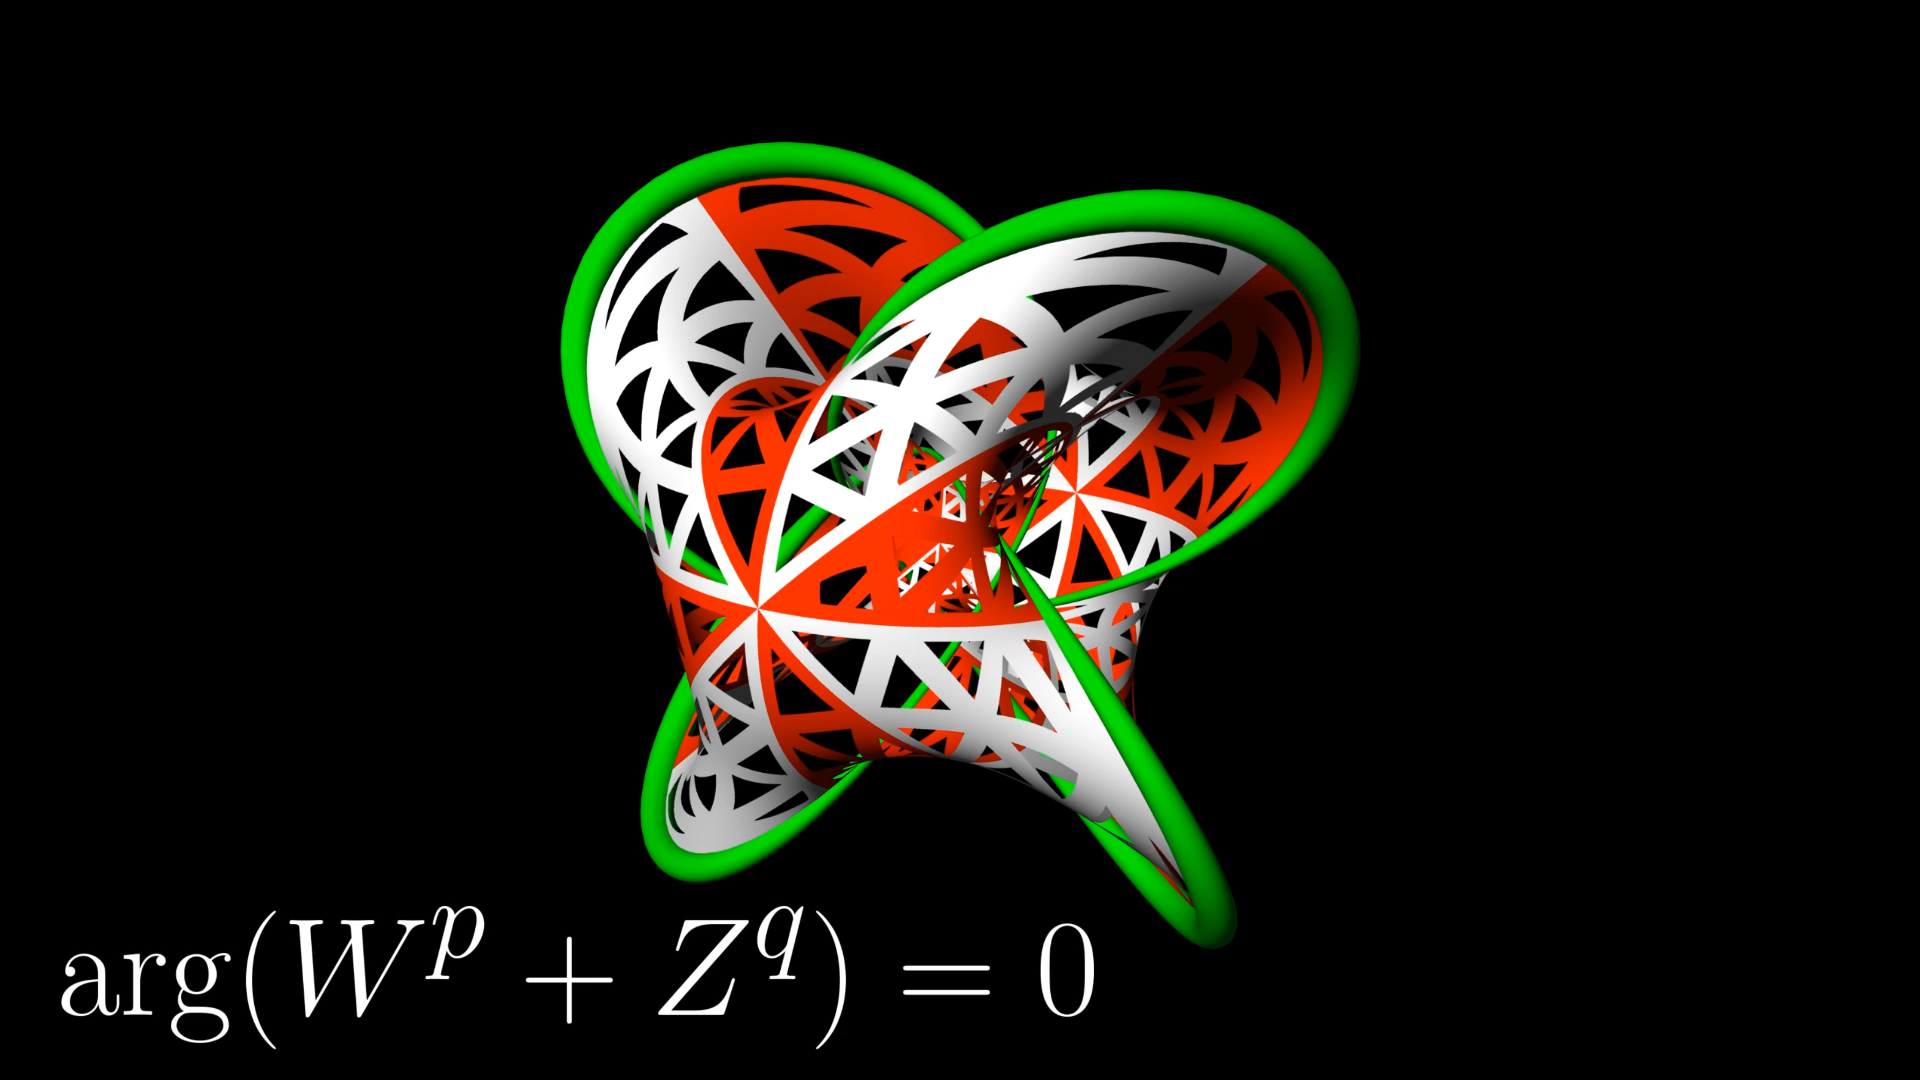 arg(W^p + Z^q) = 0